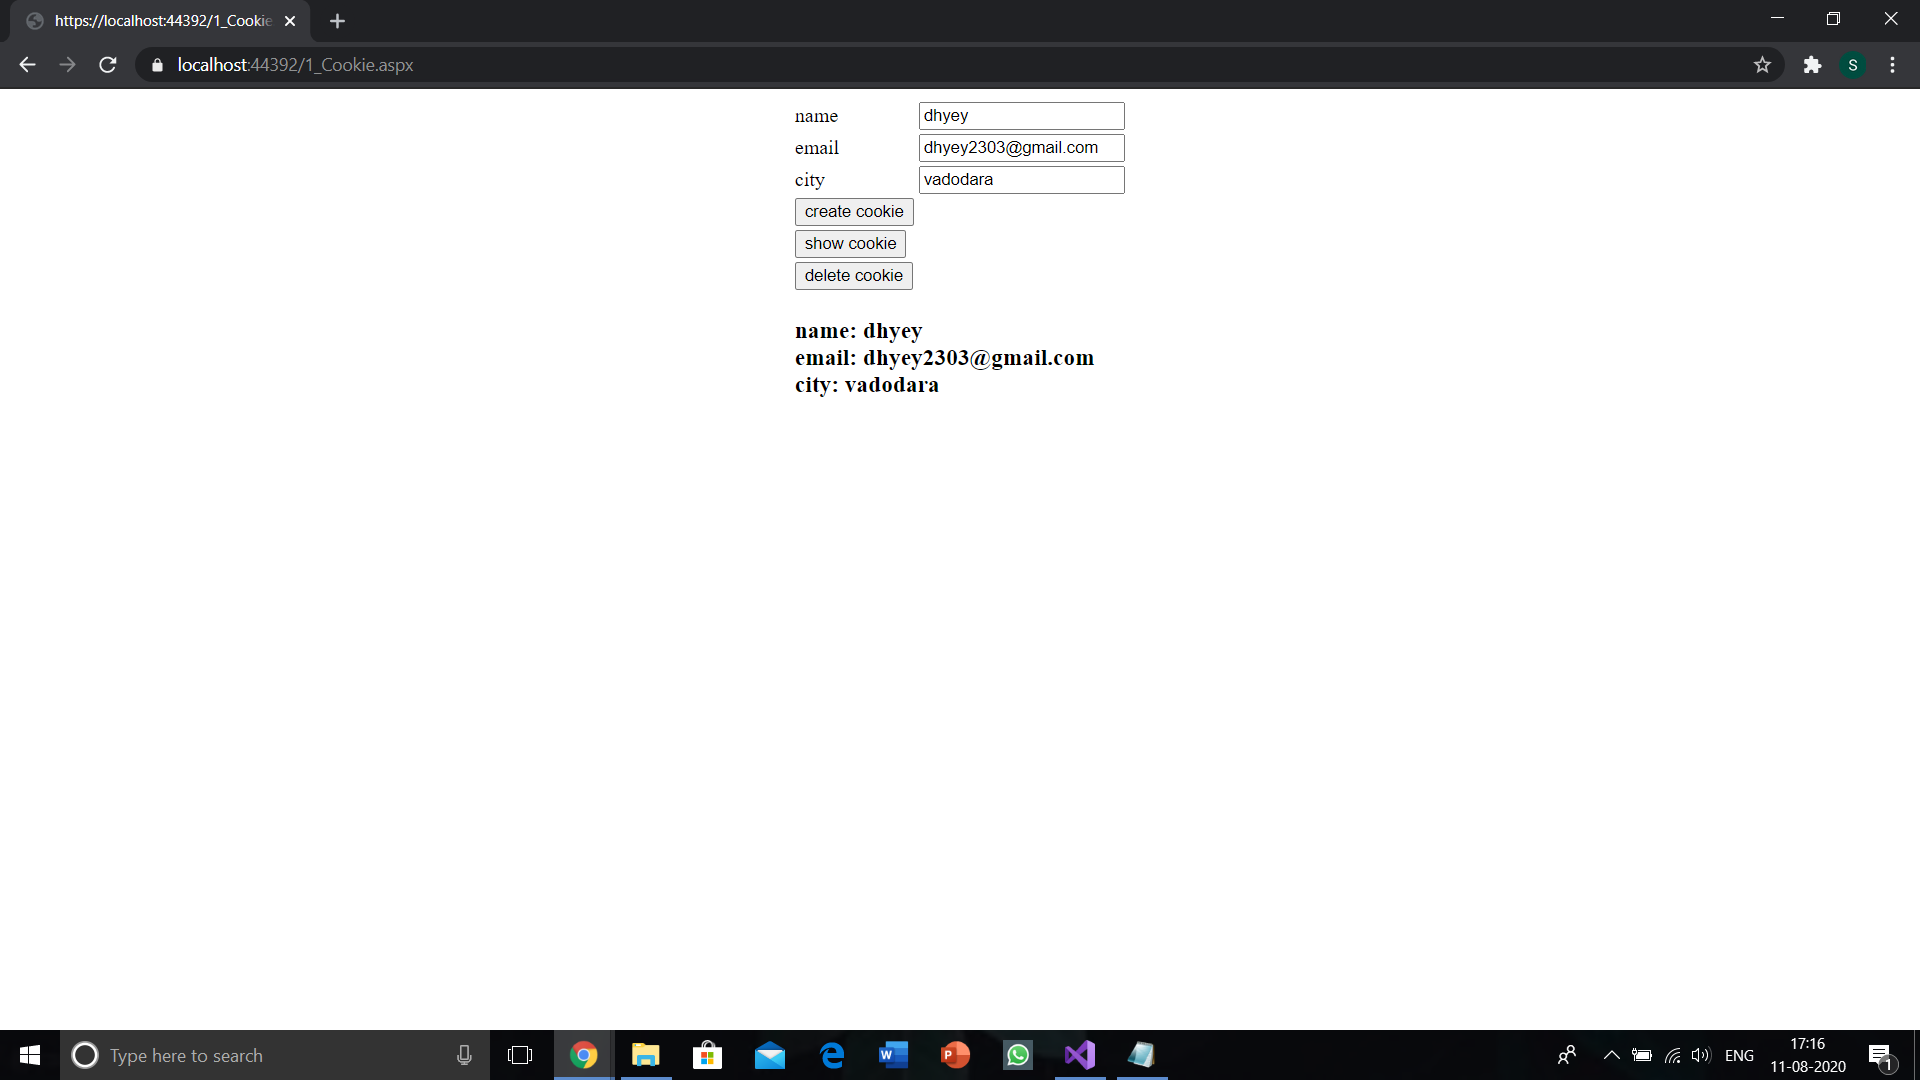 https://localhost:44392/1_Cookie
localhost:44392/1_Cookie.aspx
S
name dhyey
email dhyey2303@gmail.com
city vadodara
create cookie
show cookie
delete cookie
name: dhyey
email: dhyey2303@gmail.com
city: vadodara
Type here to search
W
P
ENG
17:16
11-08-2020
1